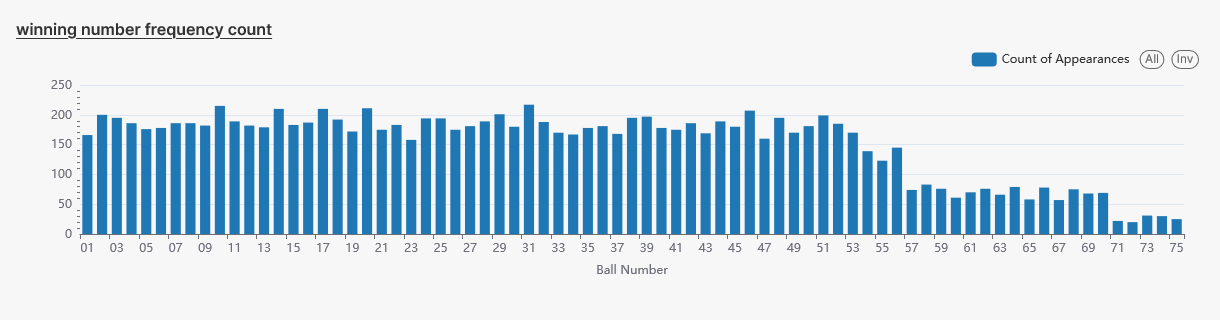 winning number frequency count
Count of Appearances All Inv
250
200
150
100
50
0
01 03 05 07 09 11 13 15 17 19 21 23 25 27 29 31 33 35 37 39 41 43 45 47 49 51 53 55 57 59 61 63 65 67 69 71 73 75
Ball Number